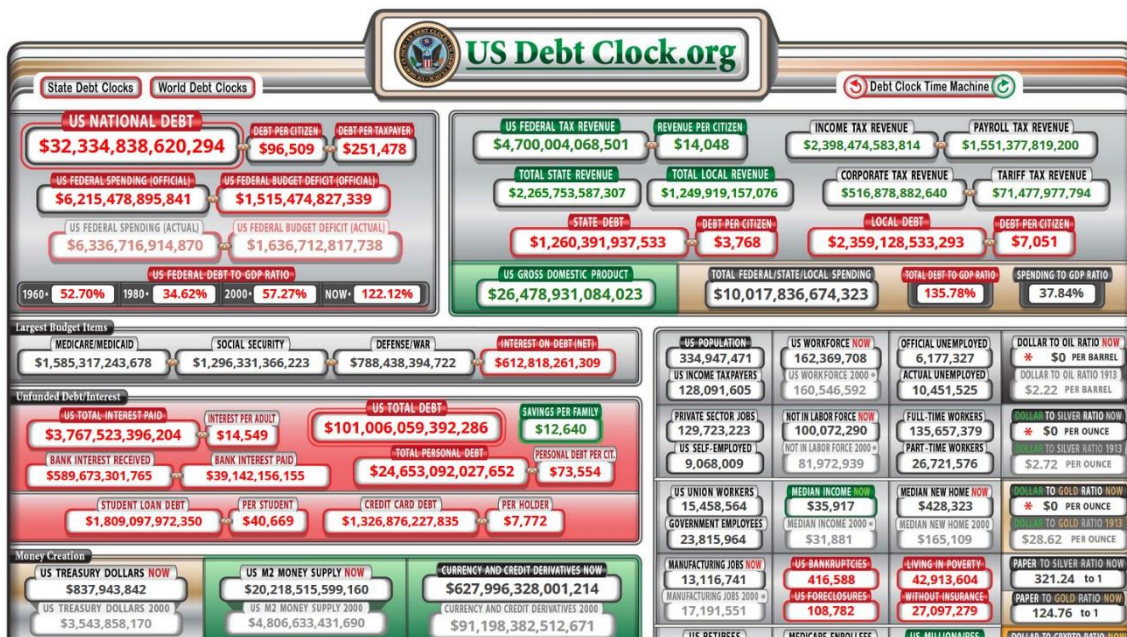 US Debt Clock.org
State Debt Clocks World Debt Clocks
Debt Clock Time Machine
US NATIONAL DEBT
$32,334,838,620,294
DEBT PER CITIZEN
$96,509
DEBT PER TAXPAYER
$251,478
US FEDERAL SPENDING (OFFICIAL)
$6,215,478,895,841
US FEDERAL BUDGET DEFICIT (OFFICIAL)
$1,515,474,827,339
US FEDERAL SPENDING (ACTUAL)
$6,336,716,914,870
US FEDERAL BUDGET DEFICIT (ACTUAL)
$1,636,712,817,738
US FEDERAL DEBT TO GDP RATIO
1960• 52.70% 1980• 34.62% 2000• 57.27% NOW• 122.12%
US FEDERAL TAX REVENUE
$4,700,004,068,501
REVENUE PER CITIZEN
$14,048
INCOME TAX REVENUE
$2,398,474,583,814
PAYROLL TAX REVENUE
$1,551,377,819,200
TOTAL STATE REVENUE
$2,265,753,587,307
TOTAL LOCAL REVENUE
$1,249,919,157,076
CORPORATE TAX REVENUE
$516,878,882,640
TARIFF TAX REVENUE
$71,477,977,794
STATE DEBT
$1,260,391,937,533
DEBT PER CITIZEN
$3,768
LOCAL DEBT
$2,359,128,533,293
DEBT PER CITIZEN
$7,051
US GROSS DOMESTIC PRODUCT
$26,478,931,084,023
TOTAL FEDERAL/STATE/LOCAL SPENDING
$10,017,836,674,323
TOTAL DEBT TO GDP RATIO
135.78%
SPENDING TO GDP RATIO
37.84%
Largest Budget Items
MEDICARE/MEDICAID
$1,585,317,243,678
SOCIAL SECURITY
$1,296,331,366,223
DEFENSE/WAR
$788,438,394,722
INTEREST ON DEBT (NET)
$612,818,261,309
Unfunded Debt/Interest
US TOTAL INTEREST PAID
$3,767,523,396,204
INTEREST PER ADULT
$14,549
US TOTAL DEBT
$101,006,059,392,286
SAVINGS PER FAMILY
$12,640
BANK INTEREST RECEIVED
$589,673,301,765
BANK INTEREST PAID
$39,142,156,155
TOTAL PERSONAL DEBT
$24,653,092,027,652
PERSONAL DEBT PER CIT.
$73,554
STUDENT LOAN DEBT
$1,809,097,972,350
PER STUDENT
$40,669
CREDIT CARD DEBT
$1,326,876,227,835
PER HOLDER
$7,772
Money Creation
US TREASURY DOLLARS NOW
$837,943,842
US TREASURY DOLLARS 2000
$3,543,858,170
US M2 MONEY SUPPLY NOW
$20,218,515,599,160
US M2 MONEY SUPPLY 2000
$4,806,633,431,690
CURRENCY AND CREDIT DERIVATIVES NOW
$627,996,328,001,214
CURRENCY AND CREDIT DERIVATIVES 2000
$91,198,382,512,671
US POPULATION
334,947,471
US WORKFORCE NOW
162,369,708
OFFICIAL UNEMPLOYED
6,177,327
DOLLAR TO OIL RATIO NOW
* $0 PER BARREL
US INCOME TAXPAYERS
128,091,605
US WORKFORCE 2000 *
160,546,592
ACTUAL UNEMPLOYED
10,451,525
DOLLAR TO OIL RATIO 1913
$2.22 PER BARREL
PRIVATE SECTOR JOBS
129,723,223
NOT IN LABOR FORCE NOW
100,072,290
FULL-TIME WORKERS
135,657,379
DOLLAR TO SILVER RATIO NOW
* $0 PER OUNCE
US SELF-EMPLOYED
9,068,009
NOT IN LABOR FORCE 2000 *
81,972,939
PART-TIME WORKERS
26,721,576
DOLLAR TO SILVER RATIO 1913
$2.72 PER OUNCE
US UNION WORKERS
15,458,564
MEDIAN INCOME NOW
$35,917
MEDIAN NEW HOME NOW
$428,323
DOLLAR TO GOLD RATIO NOW
* $0 PER OUNCE
GOVERNMENT EMPLOYEES
23,815,964
MEDIAN INCOME 2000 *
$31,881
MEDIAN NEW HOME 2000
$165,109
DOLLAR TO GOLD RATIO 1913
$28.62 PER OUNCE
MANUFACTURING JOBS NOW
13,116,741
US BANKRUPTCIES
416,588
LIVING IN POVERTY
42,913,604
PAPER TO SILVER RATIO NOW
321.24 to 1
MANUFACTURING JOBS 2000 *
17,191,551
US FORECLOSURES
108,782
WITHOUT INSURANCE
27,097,279
PAPER TO GOLD RATIO NOW
124.76 to 1
US RETIREES
MEDICARE ENROLLEES
US MILLIONAIRES
DOLLAR TO CRYPTO RATIO NOW